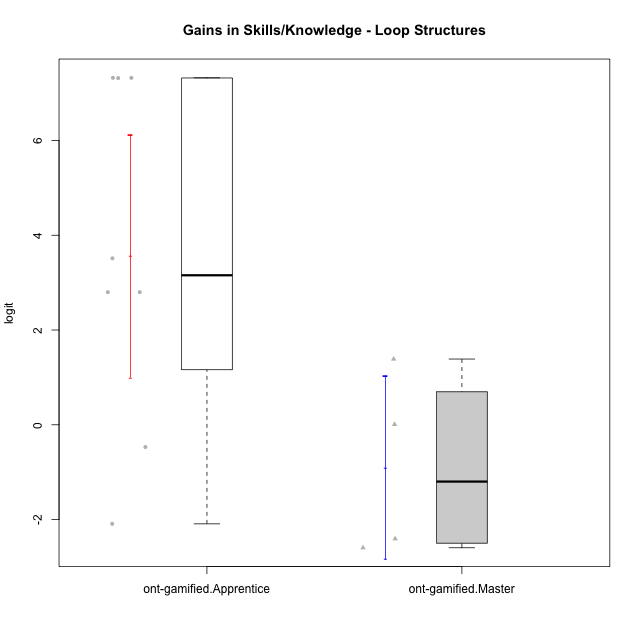 Gains in Skills/Knowledge - Loop Structures
logit
6
4
2
0
-2
ont-gamified.Apprentice
ont-gamified.Master